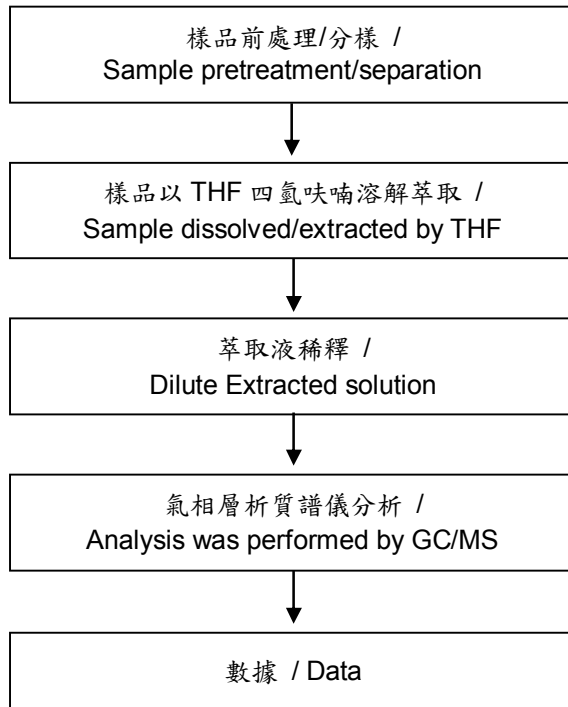 樣品前處理/分樣 /
Sample pretreatment/separation
樣品以 THF 四氫呋喃溶解萃取 /
Sample dissolved/extracted by THF
萃取液稀釋 /
Dilute Extracted solution
氣相層析質譜儀分析 /
Analysis was performed by GC/MS
數據 / Data